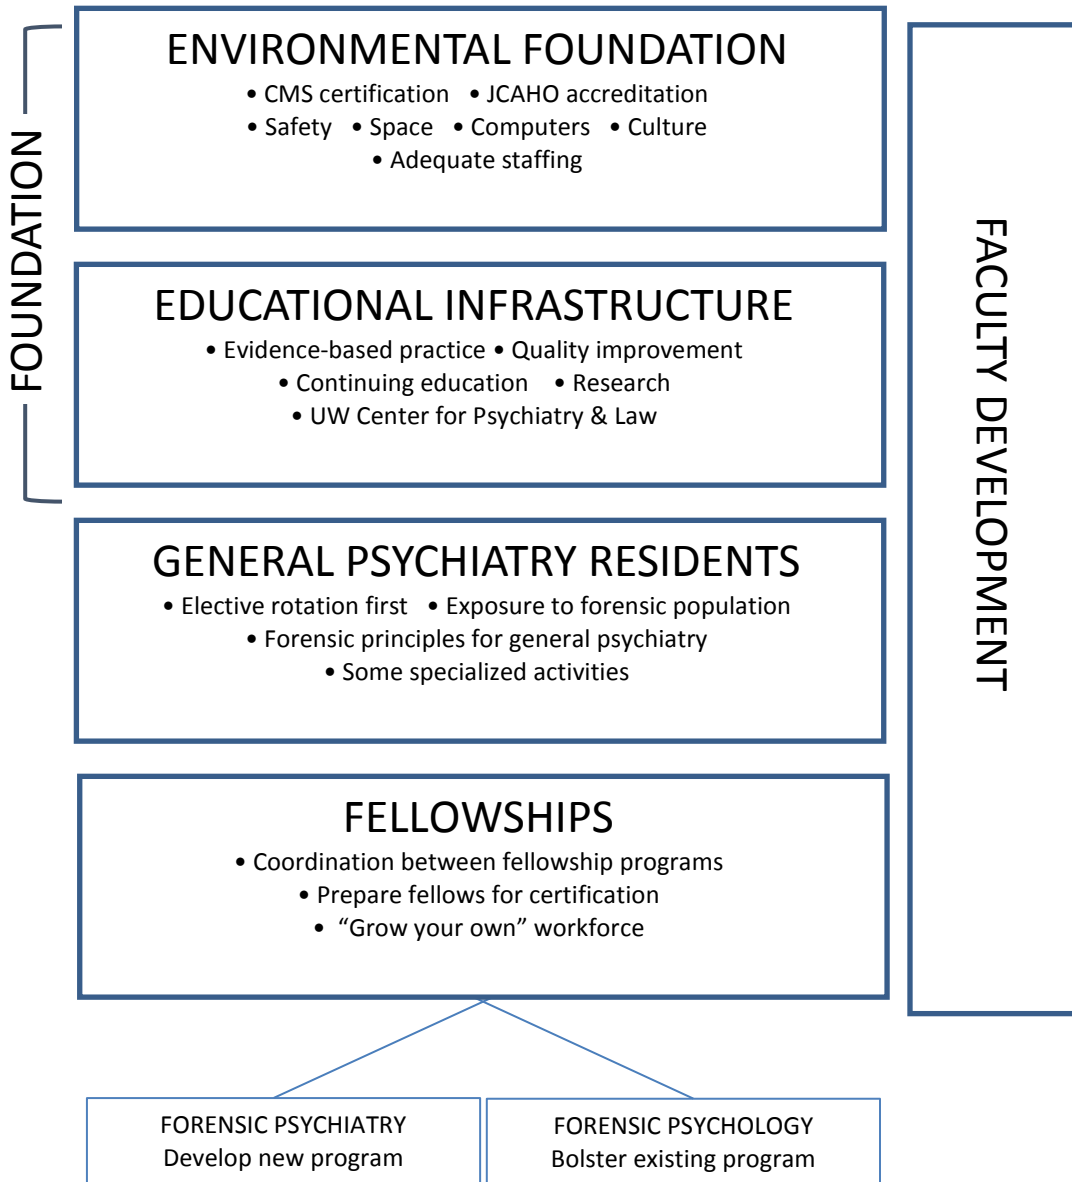 FOUNDATION
ENVIRONMENTAL FOUNDATION
• CMS certification • JCAHO accreditation
• Safety • Space • Computers • Culture
• Adequate staffing
EDUCATIONAL INFRASTRUCTURE
• Evidence-based practice • Quality improvement
• Continuing education • Research
• UW Center for Psychiatry & Law
GENERAL PSYCHIATRY RESIDENTS
• Elective rotation first • Exposure to forensic population
• Forensic principles for general psychiatry
• Some specialized activities
FELLOWSHIPS
• Coordination between fellowship programs
• Prepare fellows for certification
• “Grow your own” workforce
FACULTY DEVELOPMENT
FORENSIC PSYCHIATRY
Develop new program
FORENSIC PSYCHOLOGY
Bolster existing program